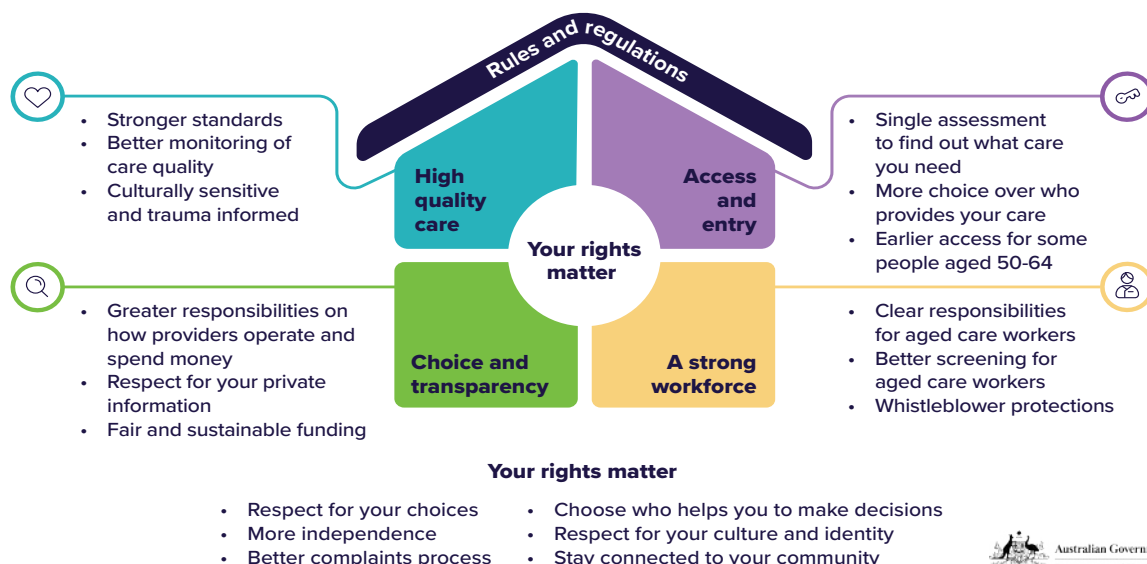 Rules and regulations
• Stronger standards
• Better monitoring of
care quality
• Culturally sensitive
and trauma informed
High
quality
care
Access
and
entry
• Single assessment
to find out what care
you need
• More choice over who
provides your care
• Earlier access for some
people aged 50-64
Your rights
matter
• Greater responsibilities on
how providers operate and
spend money
• Respect for your private
information
• Fair and sustainable funding
Choice and
transparency
A strong
workforce
• Clear responsibilities
for aged care workers
• Better screening for
aged care workers
• Whistleblower protections
Your rights matter
• Respect for your choices
• More independence
• Better complaints process
• Choose who helps you to make decisions
• Respect for your culture and identity
• Stay connected to your community
Australian Govern